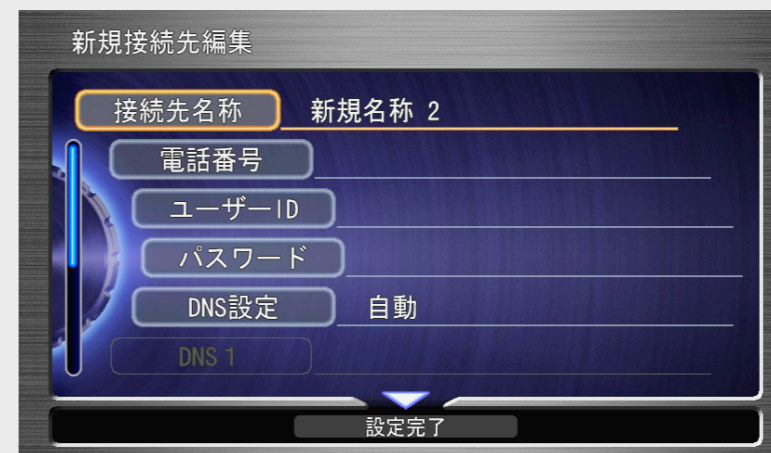 新規接続先編集
接続先名称 新規名称 2
電話番号
ユーザーID
パスワード
DNS設定 自動
DNS 1
設定完了